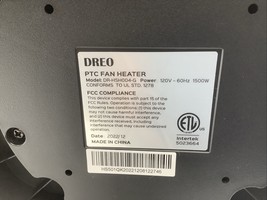 DREO
PTC FAN HEATER
Model: DR-HSH004-G Power: 120V~60Hz 1500W
CONFORMS TO UL STD. 1278
FCC COMPLIANCE
This device complies with part 15 of the
FCC Rules. Operation is subject to the
following two conditions: (1) this device
may not cause harmful interference, and
(2) this device must accept any
interference received, including
interference that may cause undesired
operation.
Date:
MADE IN CHINA
ETL
Intertek
5023664